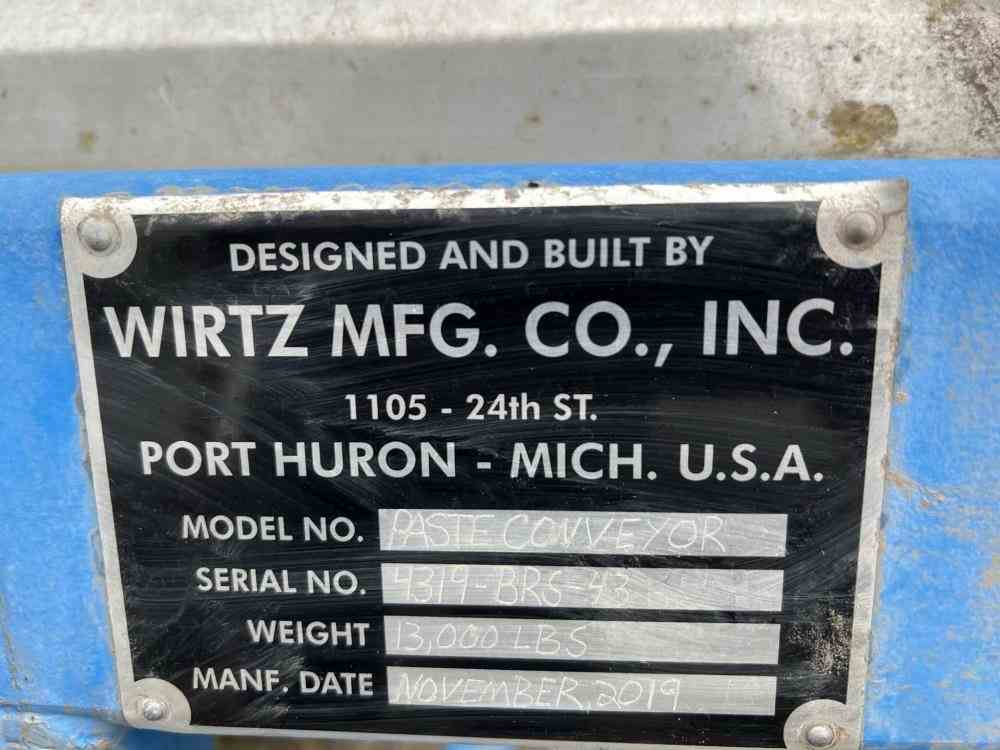 DESIGNED AND BUILT BY
WIRTZ MFG. CO., INC.
1105 - 24th ST.
PORT HURON - MICH. U.S.A.
MODEL NO. PASTE CONVEYOR
SERIAL NO. 4319-BRS-43
WEIGHT 13,000 LBS
MANF. DATE NOVEMBER, 2019